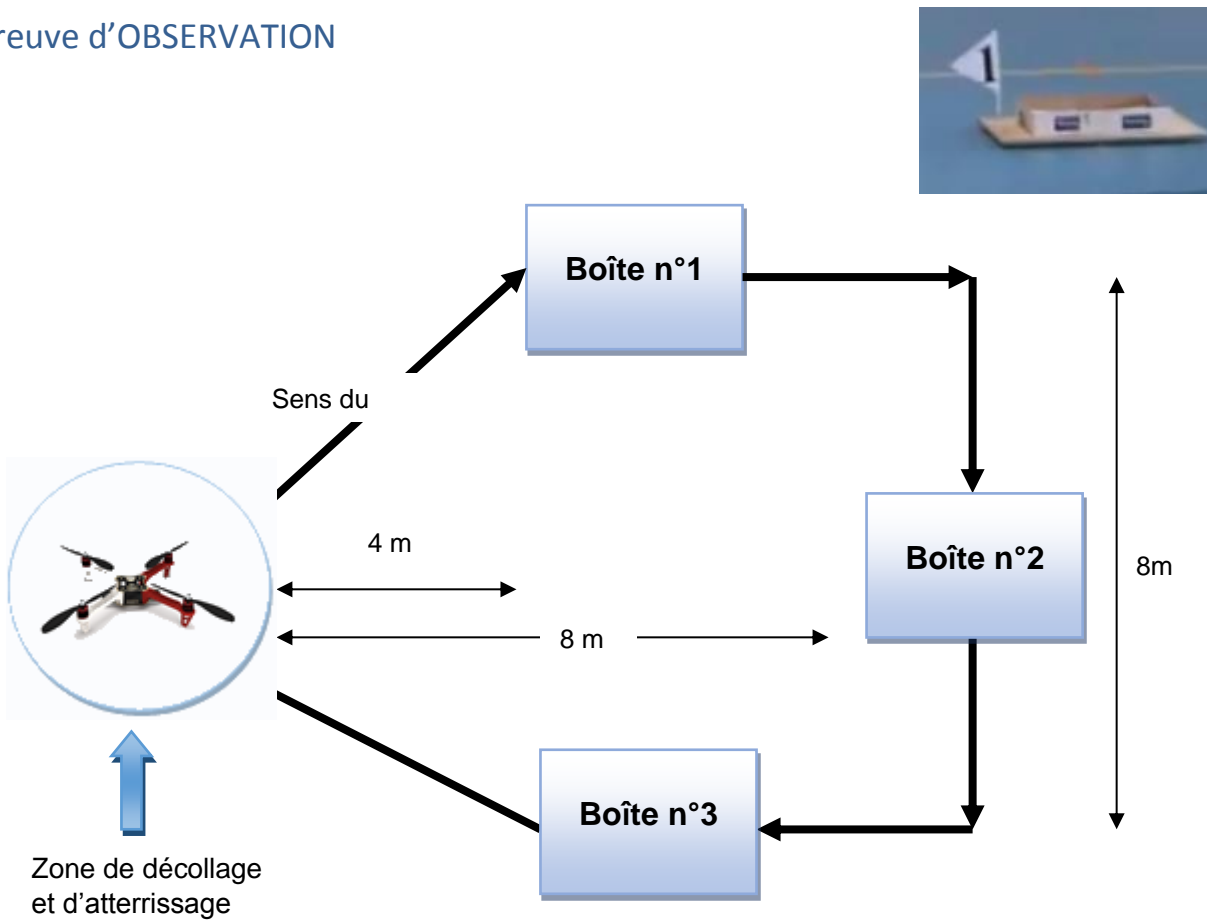 reuve d'OBSERVATION
1
Boîte n°1
Sens du
4 m
Boîte n°2
8m
8 m
Boîte n°3
Zone de décollage
et d'atterrissage